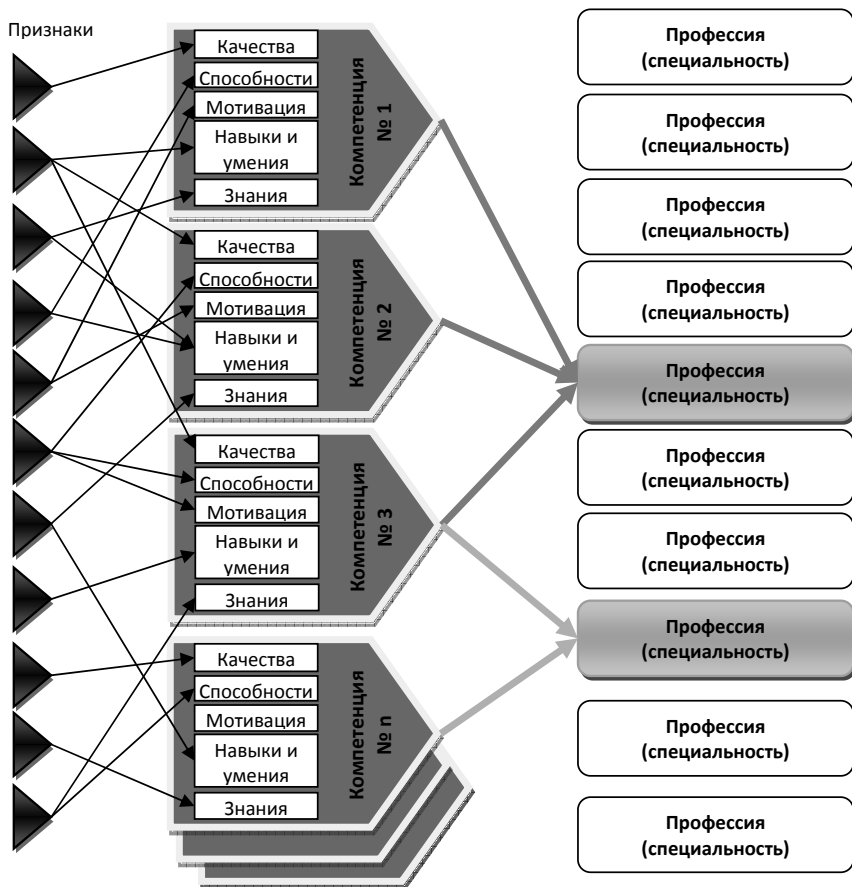 Признаки
Качества
Способности
Мотивация
Навыки и
умения
Знания
Компетенция
№ 1
Качества
Способности
Мотивация
Навыки и
умения
Знания
Компетенция
№ 2
Качества
Способности
Мотивация
Навыки и
умения
Знания
Компетенция
№ 3
Качества
Способности
Мотивация
Навыки и
умения
Знания
Компетенция
№ n
Профессия
(специальность)
Профессия
(специальность)
Профессия
(специальность)
Профессия
(специальность)
Профессия
(специальность)
Профессия
(специальность)
Профессия
(специальность)
Профессия
(специальность)
Профессия
(специальность)
Профессия
(специальность)